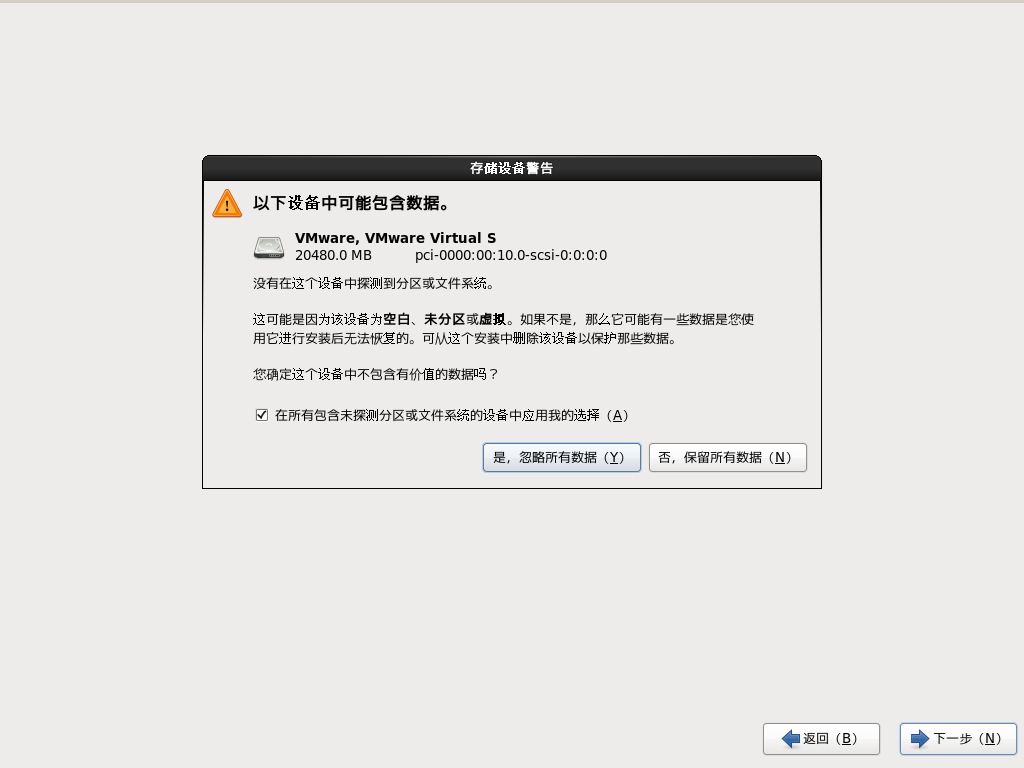 存储设备警告
以下设备中可能包含数据。
VMware, VMware Virtual S
20480.0 MB pci-0000:00:10.0-scsi-0:0:0:0
没有在这个设备中探测到分区或文件系统。
这可能是因为该设备为空白、未分区或虚拟。如果不是，那么它可能有一些数据是您使
用它进行安装后无法恢复的。可从这个安装中删除该设备以保护那些数据。
您确定这个设备中不包含有价值的数据吗？
在所有包含未探测分区或文件系统的设备中应用我的选择（A）
是，忽略所有数据（Y） 否，保留所有数据（N）
返回（B） 下一步（N）